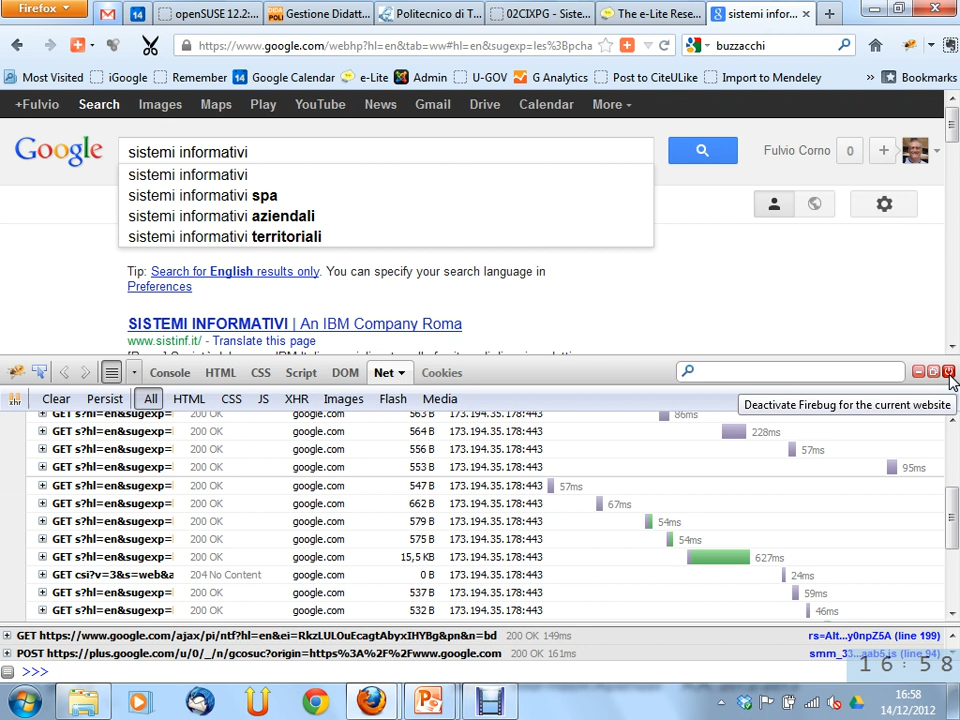 Firefox
14
openSUSE 12.2:...
Gestione Didatt...
Politecnico di T...
02CIXPG - Siste...
The e-Lite Rese...
sistemi infor...
https://www.google.com/webhp?hl=en&tab=ww#hl=en&sugexp=les%3Bpcha
buzzacchi
Most Visited iGoogle Remember 14 Google Calendar e-Lite Admin U-GOV G Analytics Post to CiteULike Import to Mendeley » Bookmarks
+Fulvio Search Images Maps Play YouTube News Gmail Drive Calendar More
Google
sistemi informativi
Fulvio Corno 0 +
sistemi informativi
sistemi informativi spa
sistemi informativi aziendali
sistemi informativi territoriali
Tip: Search for English results only. You can specify your search language in
Preferences
SISTEMI INFORMATIVI | An IBM Company Roma
www.sistinf.it/ - Translate this page
Console HTML CSS Script DOM Net Cookies
xhr Clear Persist All HTML CSS JS XHR Images Flash Media
Deactivate Firebug for the current website
GET s?hl=en&sugexp= 200 OK google.com 563 B 173.194.35.178:443 86ms
GET s?hl=en&sugexp= 200 OK google.com 564 B 173.194.35.178:443 228ms
GET s?hl=en&sugexp= 200 OK google.com 556 B 173.194.35.178:443 57ms
GET s?hl=en&sugexp= 200 OK google.com 553 B 173.194.35.178:443 95ms
GET s?hl=en&sugexp= 200 OK google.com 547 B 173.194.35.178:443 57ms
GET s?hl=en&sugexp= 200 OK google.com 662 B 173.194.35.178:443 67ms
GET s?hl=en&sugexp= 200 OK google.com 579 B 173.194.35.178:443 54ms
GET s?hl=en&sugexp= 200 OK google.com 575 B 173.194.35.178:443 54ms
GET s?hl=en&sugexp= 200 OK google.com 15,5 KB 173.194.35.178:443 627ms
GET csi?v=3&s=web&a 204 No Content google.com 0 B 173.194.35.178:443 24ms
GET s?hl=en&sugexp= 200 OK google.com 537 B 173.194.35.178:443 59ms
GET s?hl=en&sugexp= 200 OK google.com 532 B 173.194.35.178:443 46ms
GET https://www.google.com/ajax/pi/ntf?hl=en&ei=RkzLULOuEcagtAbyxIHYBg&pn&n=bd 200 OK 149ms rs=Alt...y0npZ5A (line 199)
POST https://plus.google.com/u/0/_/n/gcosuc?origin=https%3A%2F%2Fwww.google.com 200 OK 161ms
>>>
16:58
16:58
14/12/2012